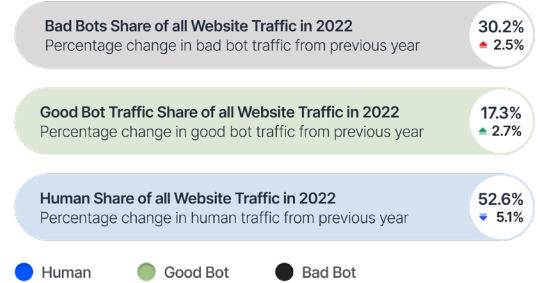 Bad Bots Share of all Website Traffic in 2022
30.2%
Percentage change in bad bot traffic from previous year
2.5%
Good Bot Traffic Share of all Website Traffic in 2022
17.3%
Percentage change in good bot traffic from previous year
2.7%
Human Share of all Website Traffic in 2022
52.6%
Percentage change in human traffic from previous year
5.1%
Human
Good Bot
Bad Bot